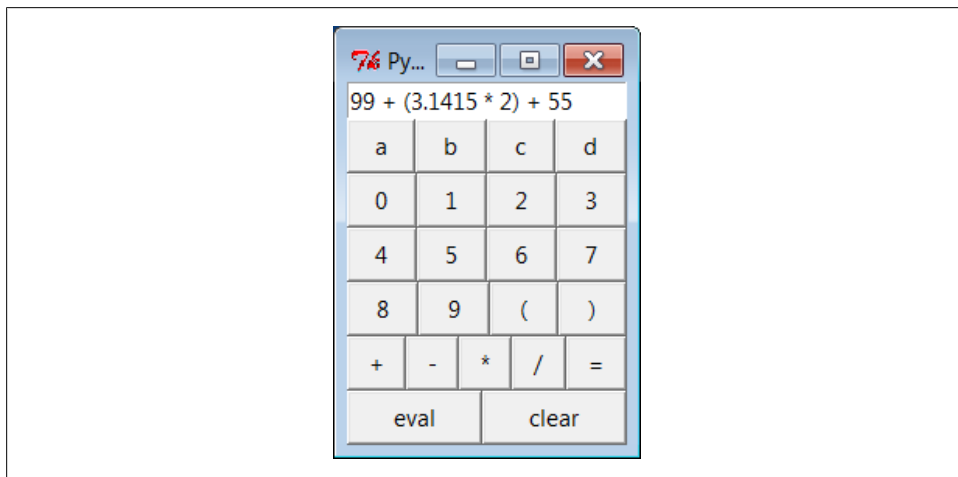 Py...
99 + (3.1415 * 2) + 55
a b c d
0 1 2 3
4 5 6 7
8 9 ( )
+ - * / =
eval clear